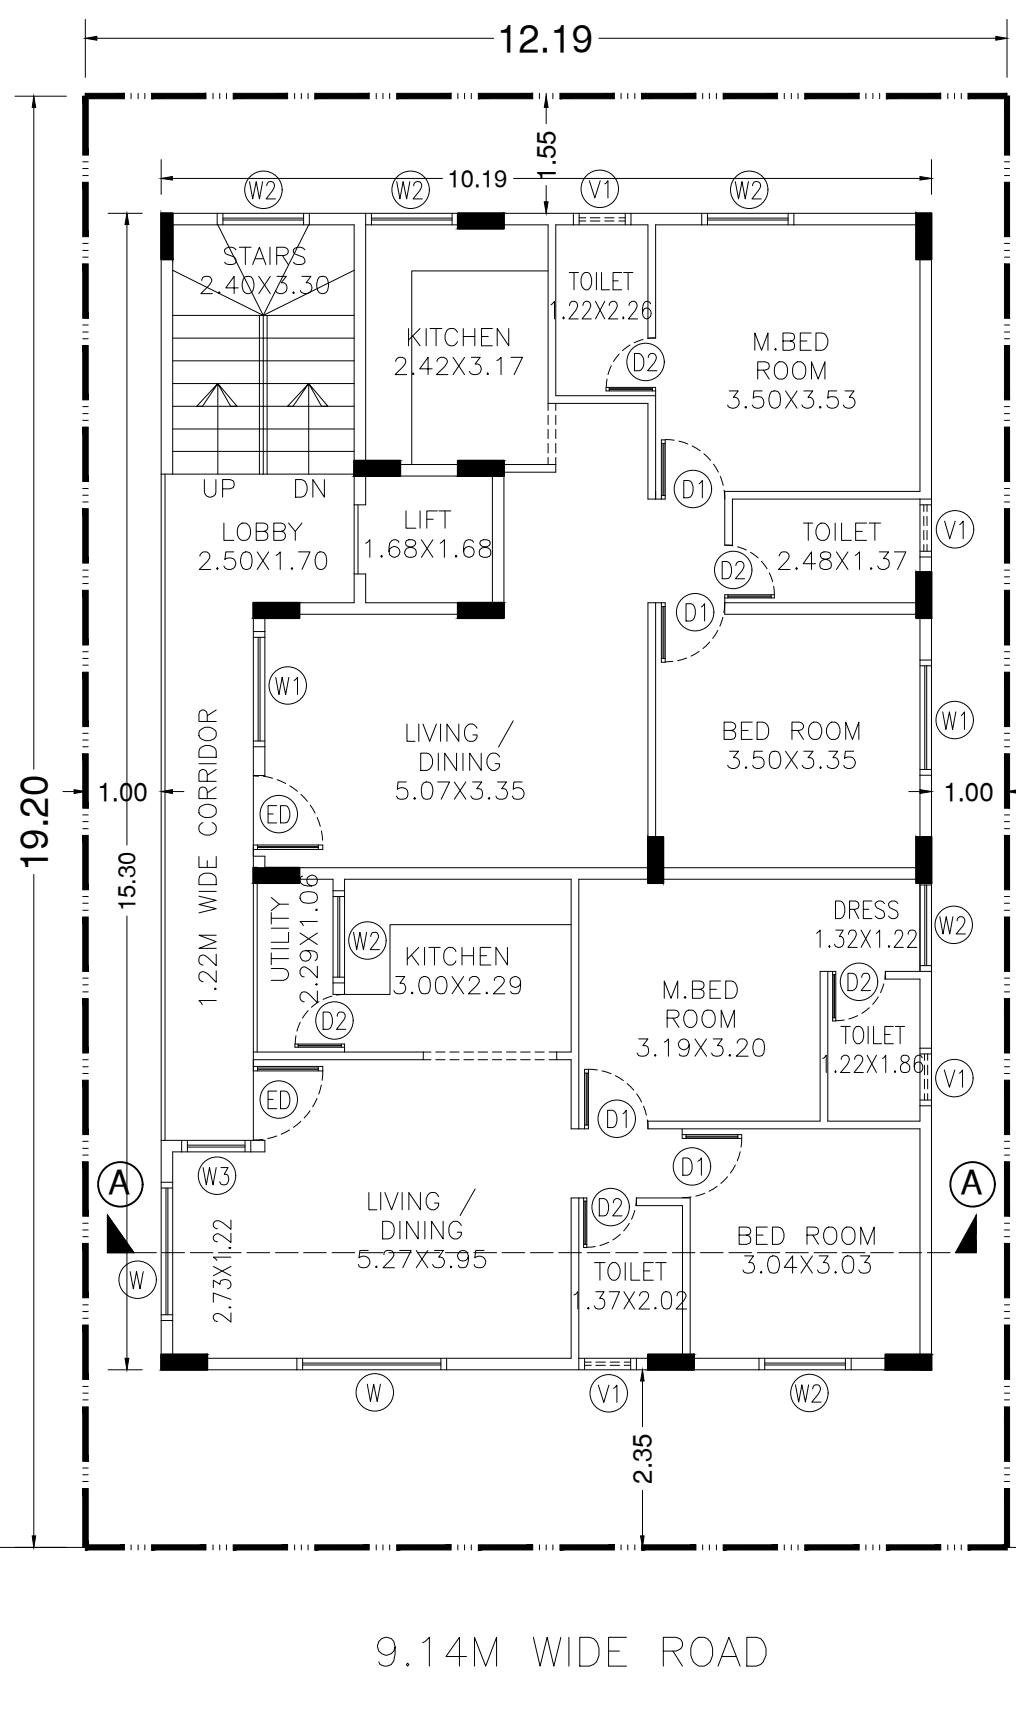 12.19
1.55
10.19
W2
W2
V1
W2
STAIRS
2.40X3.30
TOILET
1.22X2.26
KITCHEN
2.42X3.17
M.BED
ROOM
3.50X3.53
D2
D1
UP
DN
LOBBY
2.50X1.70
LIFT
1.68X1.68
TOILET
2.48X1.37
V1
D2
D1
W1
LIVING /
DINING
5.07X3.35
BED ROOM
3.50X3.35
W1
19.20
1.00
1.00
ED
15.30
1.22M WIDE CORRIDOR
UTILITY
2.29X1.06
W2
KITCHEN
3.00X2.29
DRESS
1.32X1.22
W2
M.BED
ROOM
3.19X3.20
D2
TOILET
1.22X1.86
V1
D2
ED
D1
D1
A
W3
A
LIVING /
DINING
5.27X3.95
2.73X1.22
D2
BED ROOM
3.04X3.03
W
TOILET
1.37X2.02
W
V1
W2
2.35
9.14M WIDE ROAD